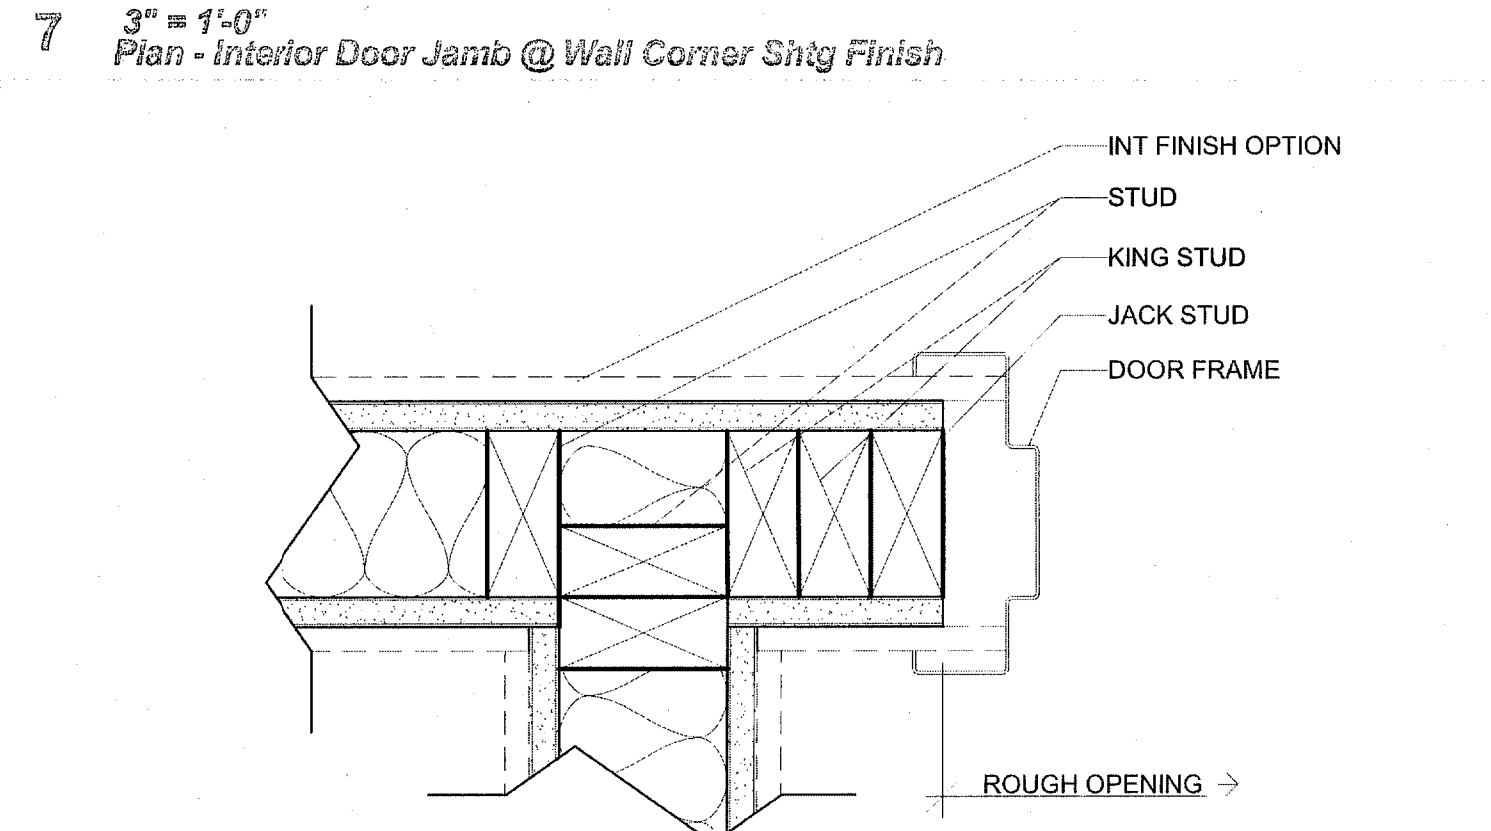 7
3" = 1'-0"
Plan - Interior Door Jamb @ Wall Corner Shtg Finish
INT FINISH OPTION
STUD
KING STUD
JACK STUD
DOOR FRAME
ROUGH OPENING